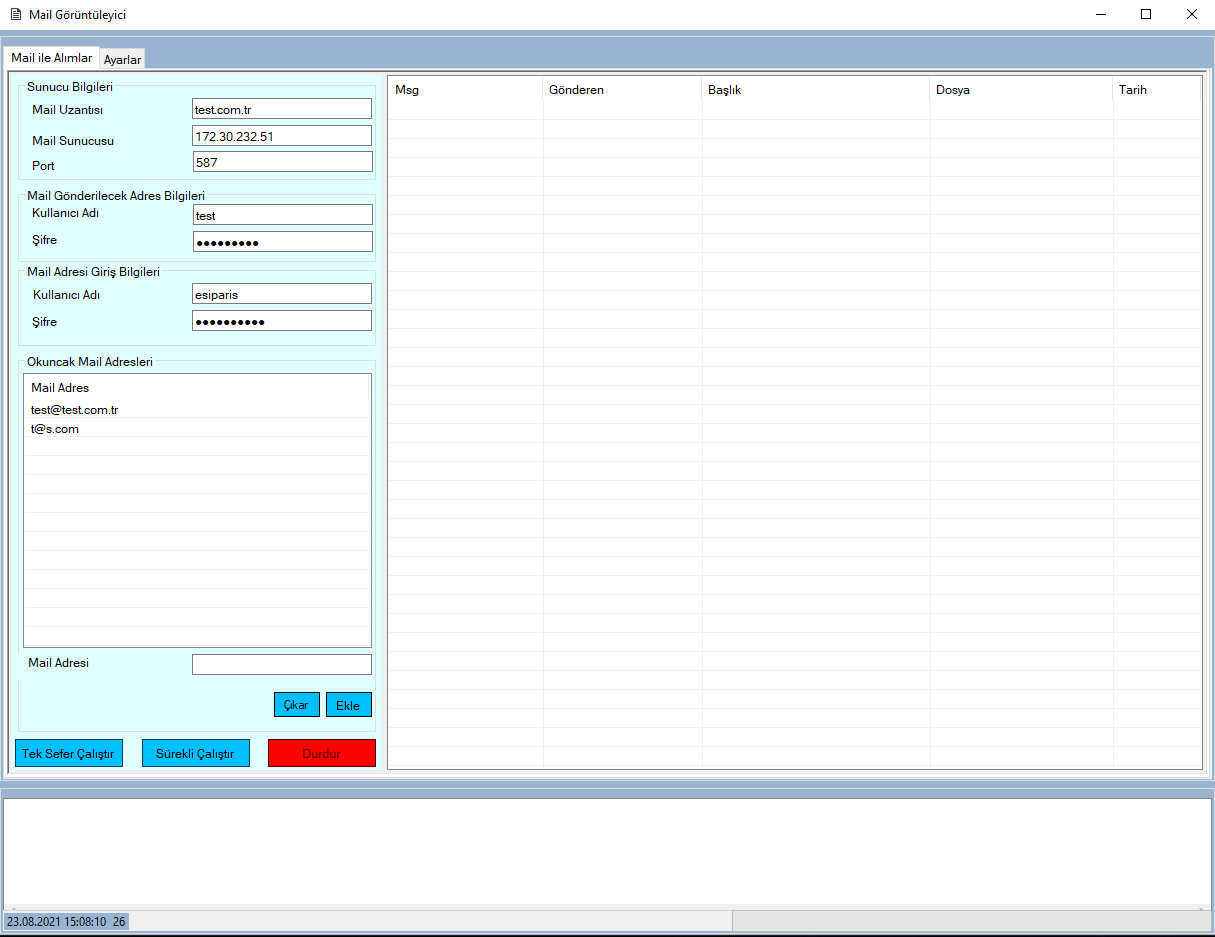 Mail Görüntüleyici
Mail ile Alımlar
Ayarlar
Sunucu Bilgileri
Mail Uzantısı
test.com.tr
Mail Sunucusu
172.30.232.51
Port
587
Mail Gönderilecek Adres Bilgileri
Kullanıcı Adı
test
Şifre
●●●●●●●●●
Mail Adresi Giriş Bilgileri
Kullanıcı Adı
esiparis
Şifre
●●●●●●●●●●
Okuncak Mail Adresleri
Mail Adres
test@test.com.tr
t@s.com
Mail Adresi
Çıkar
Ekle
Tek Sefer Çalıştır
Sürekli Çalıştır
Durdur
Msg
Gönderen
Başlık
Dosya
Tarih
23.08.2021 15:08:10 26